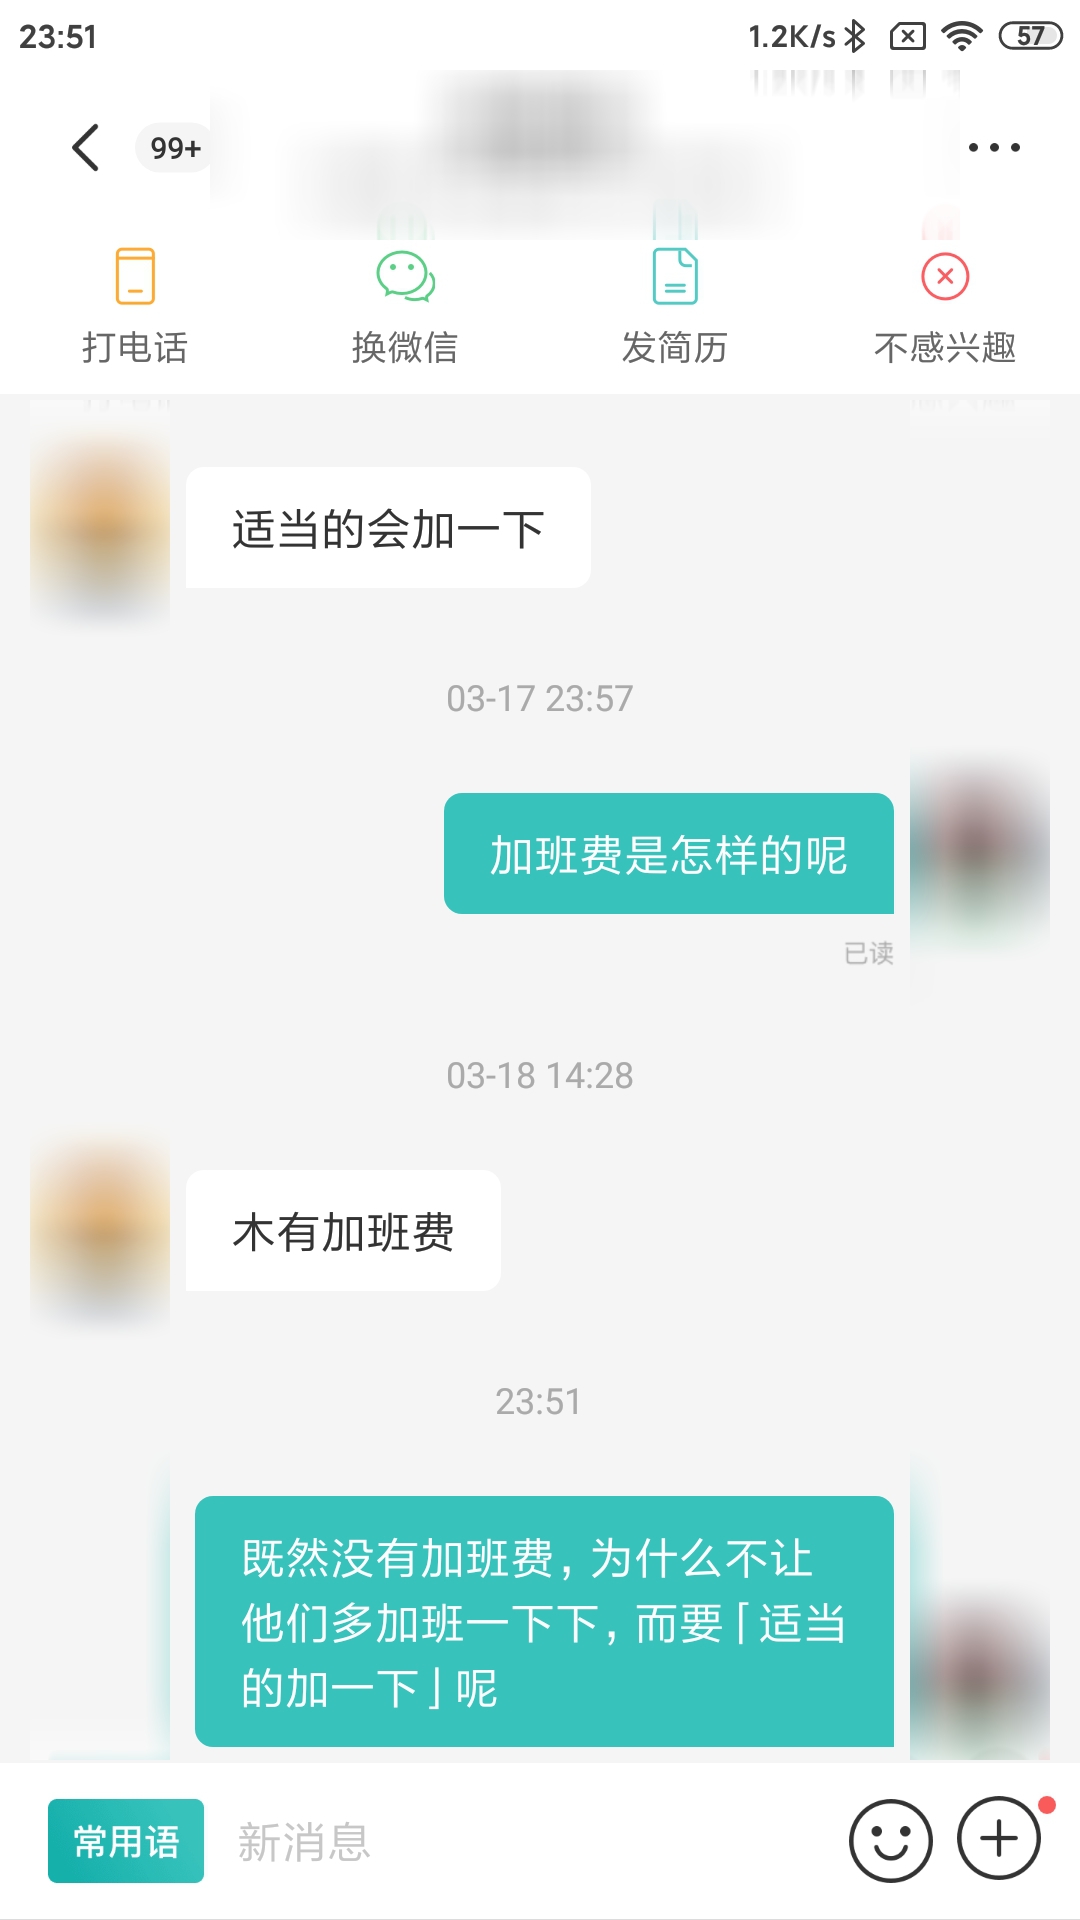 23:51
1.2K/s 57
99+
打电话 换微信 发简历 不感兴趣
适当的会加一下
03-17 23:57
加班费是怎样的呢
已读
03-18 14:28
木有加班费
23:51
既然没有加班费，为什么不让
他们多加班一下下，而要「适当
的加一下」呢
常用语 新消息